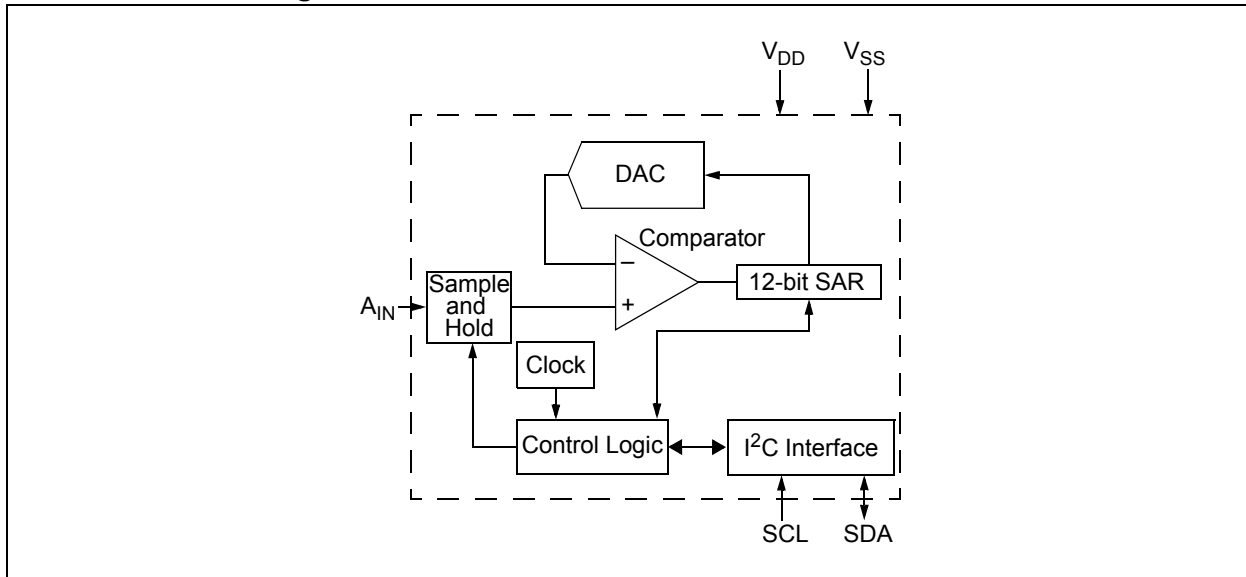 V_DD V_SS
DAC
Comparator
−
+
12-bit SAR
Sample
and
Hold
A_IN
Clock
Control Logic
I²C Interface
SCL SDA